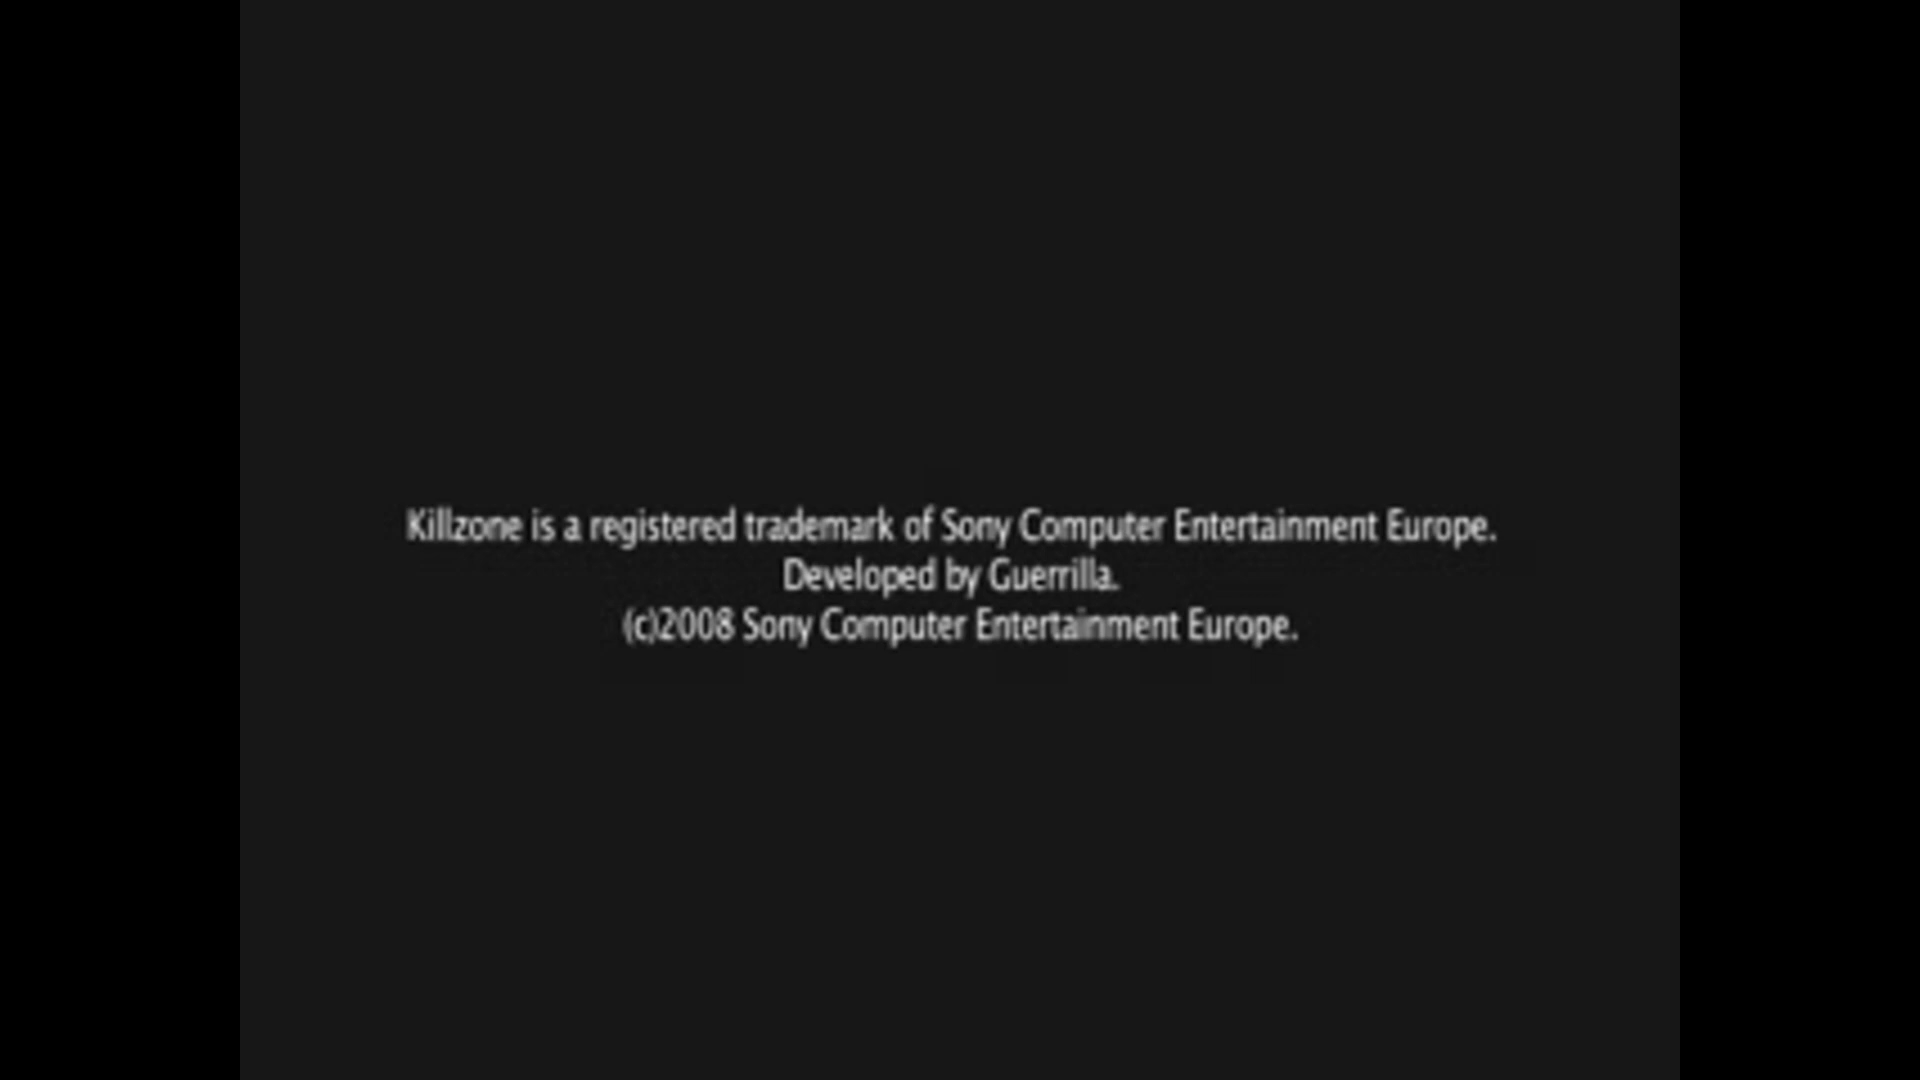 Killzone is a registered trademark of Sony Computer Entertainment Europe.
Developed by Guerrilla.
(c)2008 Sony Computer Entertainment Europe.